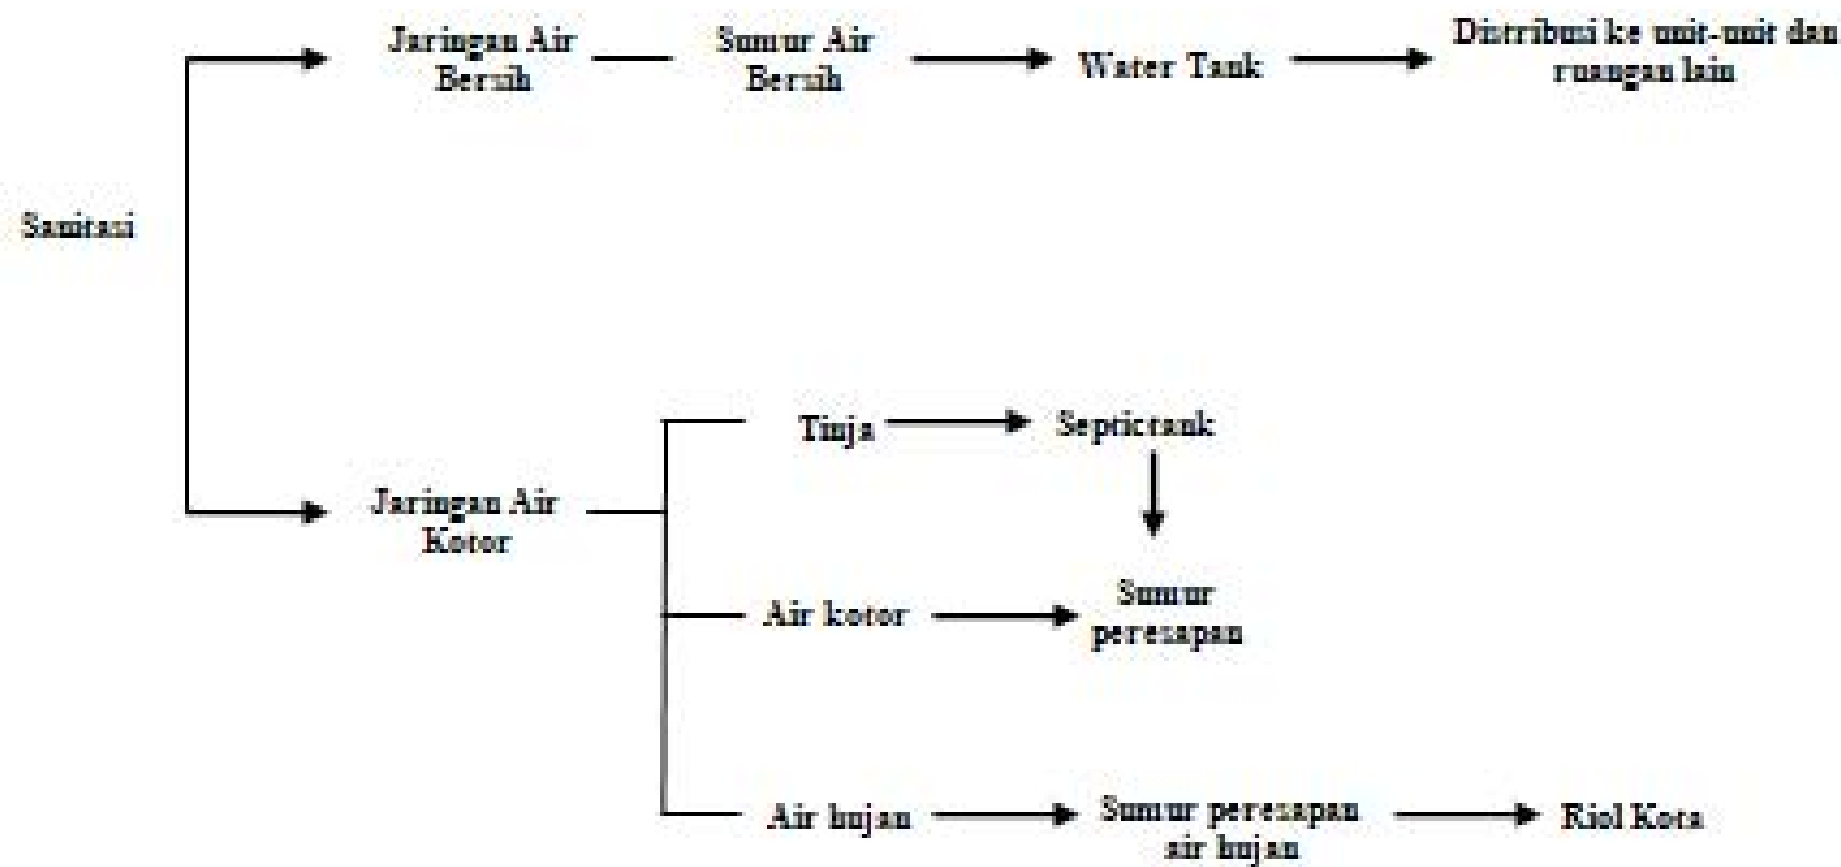 Jaringan Air
Bersih
Sumur Air
Bersih
Water Tank
Distribusi ke unit-unit dan
ruangan lain
Sanitasi
Tinja
Septictank
Jaringan Air
Kotor
Air kotor
Sumur
peresapan
Air hujan
Sumur peresapan
air hujan
Riol Kota